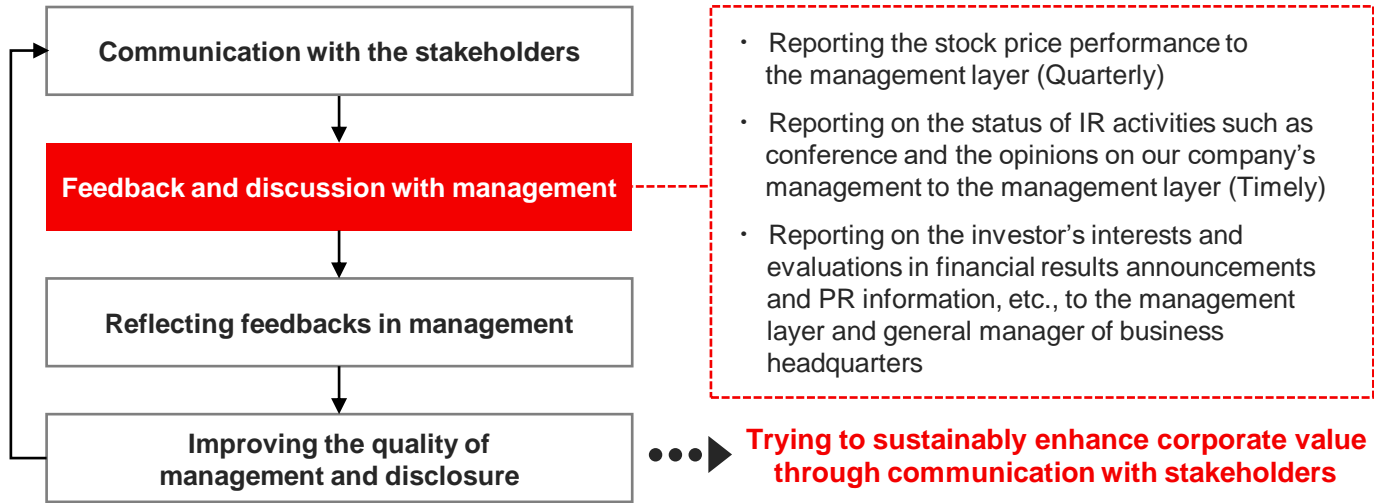 Communication with the stakeholders
Feedback and discussion with management
Reflecting feedbacks in management
Improving the quality of
management and disclosure
・ Reporting the stock price performance to
the management layer (Quarterly)
・ Reporting on the status of IR activities such as
conference and the opinions on our company’s
management to the management layer (Timely)
・ Reporting on the investor’s interests and
evaluations in financial results announcements
and PR information, etc., to the management
layer and general manager of business
headquarters
Trying to sustainably enhance corporate value
through communication with stakeholders